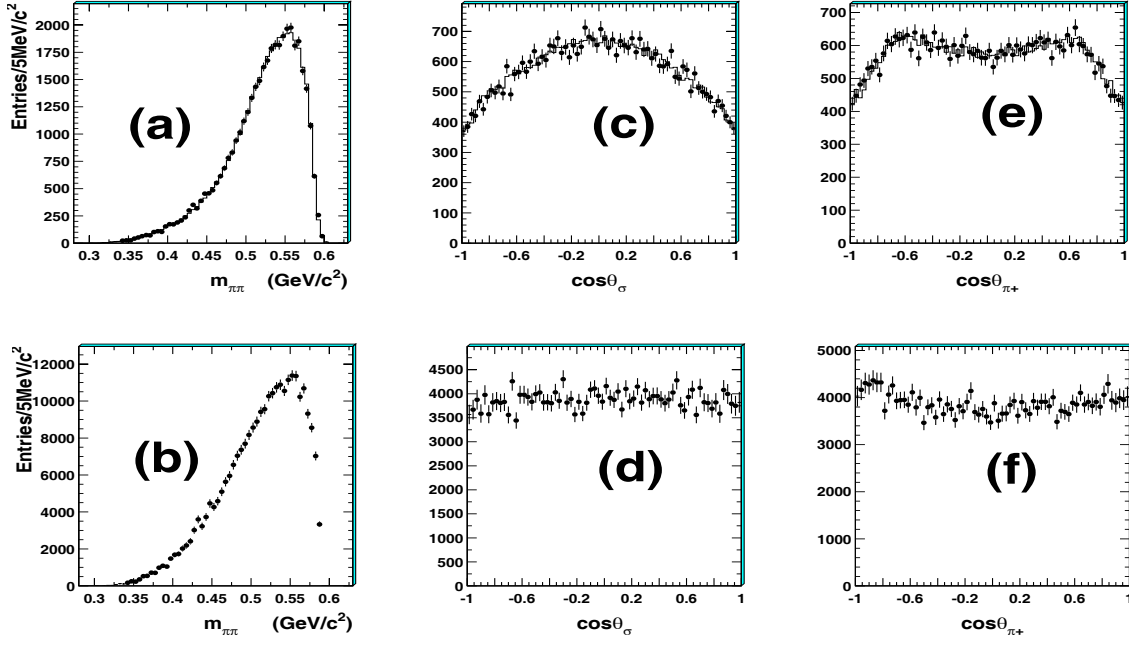 Entries/5MeV/c²
2000
1750
1500
1250
1000
750
500
250
0
(a)
0.3 0.35 0.4 0.45 0.5 0.55 0.6
mππ (GeV/c²)
700
600
500
400
300
200
100
0
(c)
-1 -0.6 -0.2 0.2 0.6 1
cosθσ
700
600
500
400
300
200
100
0
(e)
-1 -0.6 -0.2 0.2 0.6 1
cosθπ+
Entries/5MeV/c²
12000
10000
8000
6000
4000
2000
0
(b)
0.3 0.35 0.4 0.45 0.5 0.55 0.6
mππ (GeV/c²)
4500
4000
3500
3000
2500
2000
1500
1000
500
0
(d)
-1 -0.6 -0.2 0.2 0.6 1
cosθσ
5000
4000
3000
2000
1000
0
(f)
-1 -0.6 -0.2 0.2 0.6 1
cosθπ+